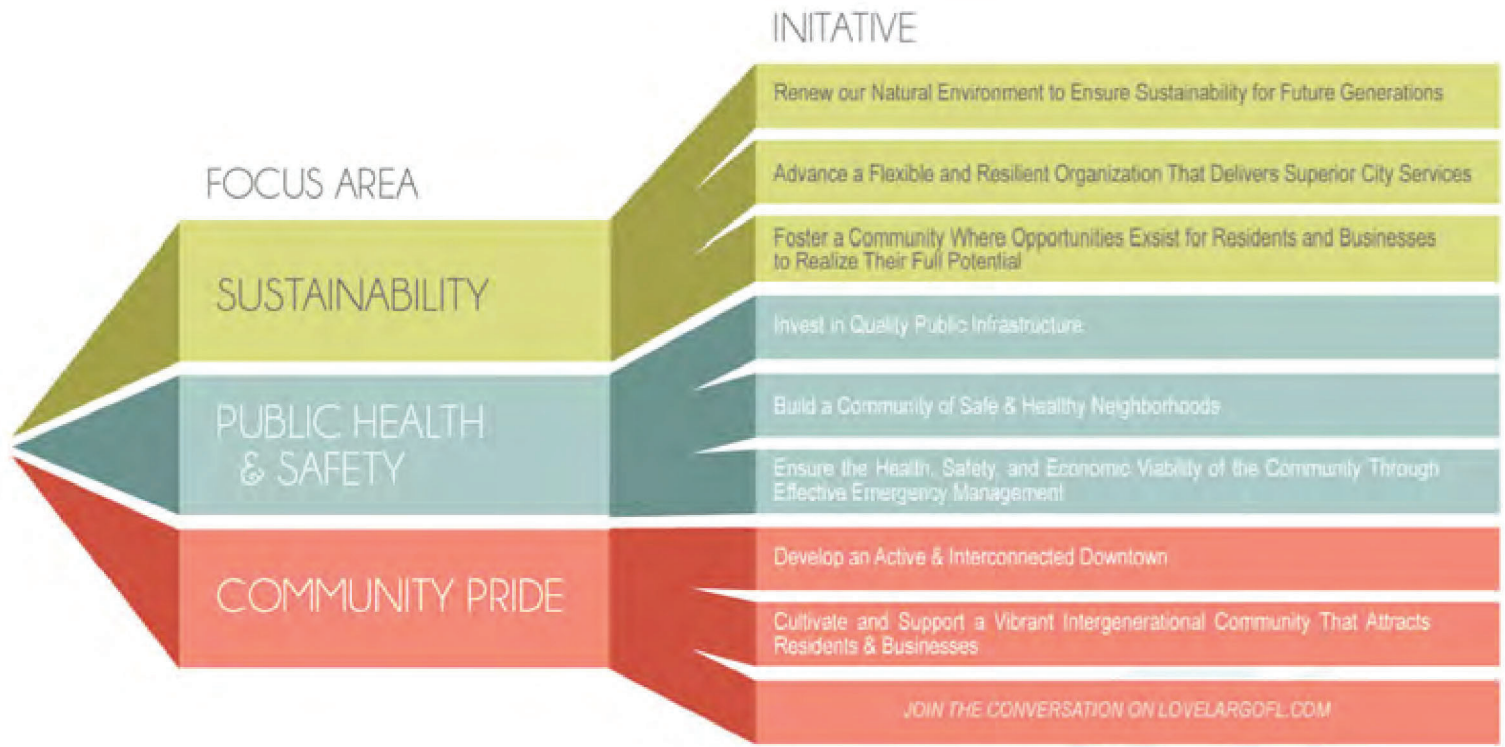 INITATIVE
Renew our Natural Environment to Ensure Sustainability for Future Generations
Advance a Flexible and Resilient Organization That Delivers Superior City Services
FOCUS AREA
Foster a Community Where Opportunities Exsist for Residents and Businesses
to Realize Their Full Potential
SUSTAINABILITY
Invest in Quality Public Infrastructure
Build a Community of Safe & Healthy Neighborhoods
PUBLIC HEALTH
& SAFETY
Ensure the Health, Safety, and Economic Viability of the Community Through
Effective Emergency Management
Develop an Active & Interconnected Downtown
COMMUNITY PRIDE
Cultivate and Support a Vibrant Intergenerational Community That Attracts
Residents & Businesses
JOIN THE CONVERSATION ON LOVELARGOFL.COM